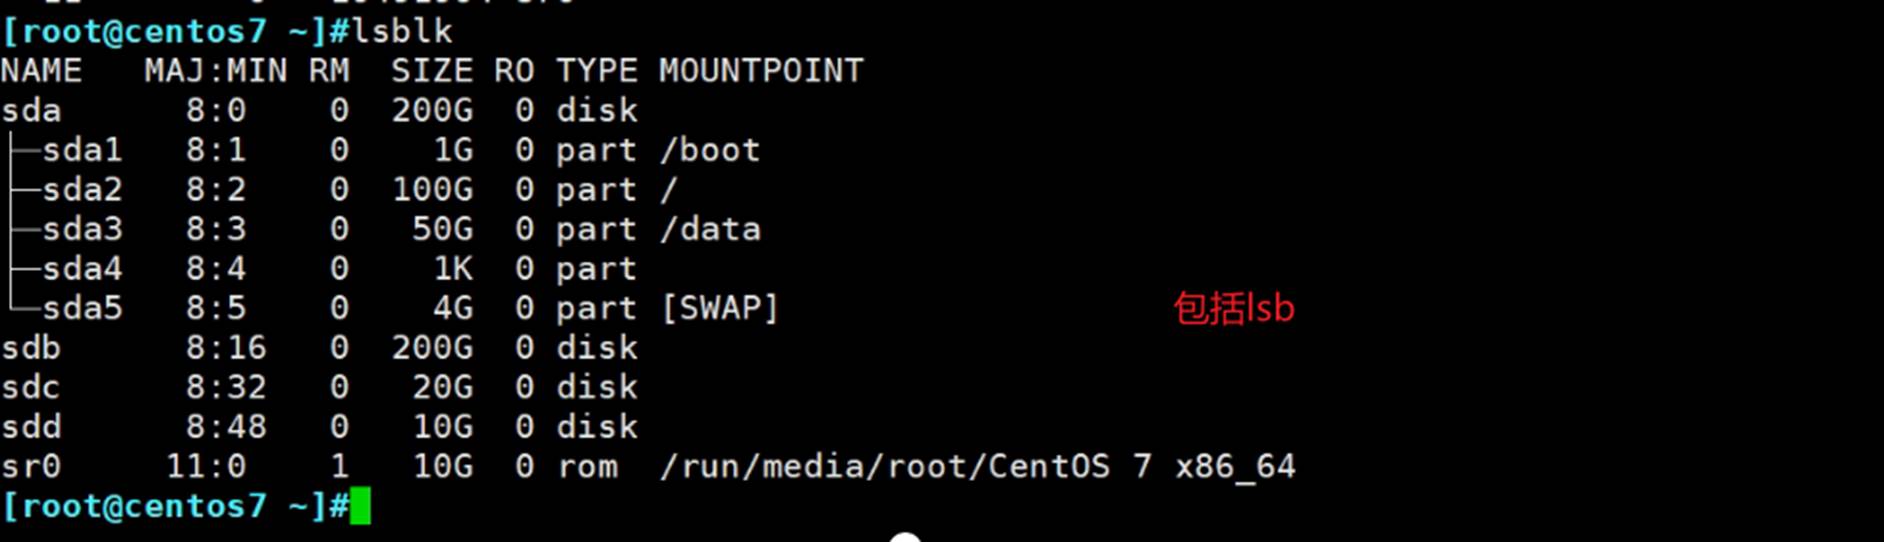 [root@centos7 ~]#lsblk
NAME   MAJ:MIN RM  SIZE RO TYPE MOUNTPOINT
sda      8:0    0  200G  0 disk
├─sda1   8:1    0    1G  0 part /boot
├─sda2   8:2    0  100G  0 part /
├─sda3   8:3    0   50G  0 part /data
├─sda4   8:4    0    1K  0 part
└─sda5   8:5    0    4G  0 part [SWAP] 包括lsb
sdb      8:16   0  200G  0 disk
sdc      8:32   0   20G  0 disk
sdd      8:48   0   10G  0 disk
sr0     11:0    1   10G  0 rom  /run/media/root/CentOS 7 x86_64
[root@centos7 ~]#